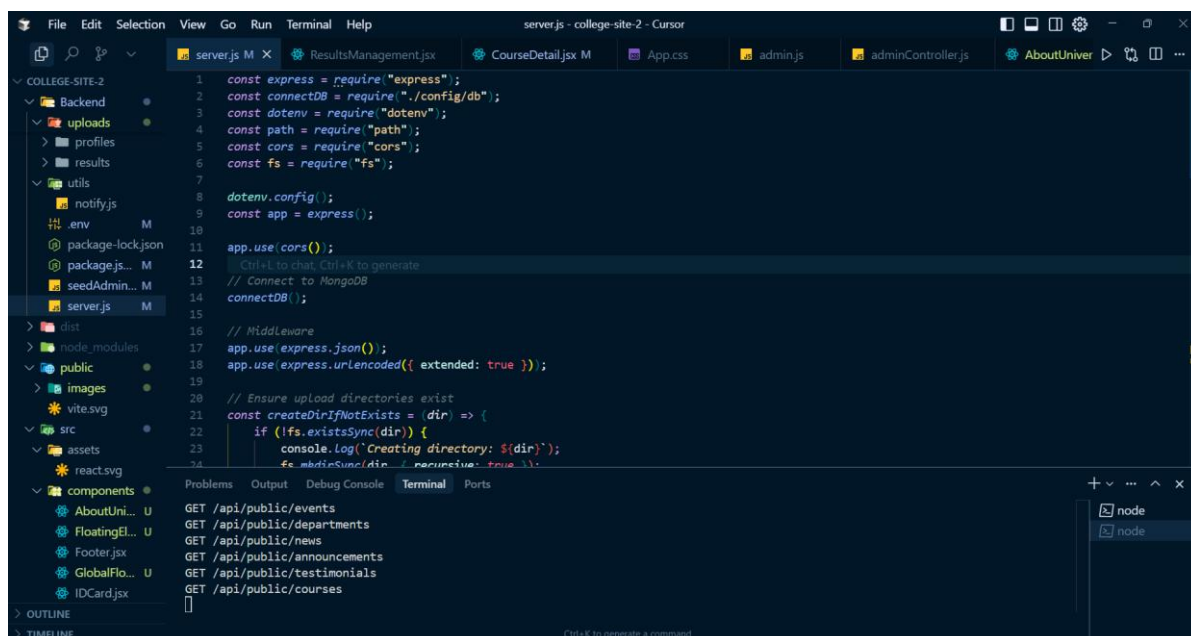 File Edit Selection View Go Run Terminal Help server.js - college-site-2 - Cursor
server.js M ResultsManagement.jsx CourseDetail.jsx M App.css admin.js adminController.js AboutUniver
COLLEGE-SITE-2
Backend
uploads
profiles
results
utils
notify.js
.env M
package-lock.json
package.js... M
seedAdmin... M
server.js M
dist
node_modules
public
images
vite.svg
src
assets
react.svg
components
AboutUni... U
FloatingEl... U
Footer.jsx
GlobalFlo... U
IDCard.jsx
OUTLINE
TIMELINE
1 const express = require("express");
2 const connectDB = require("./config/db");
3 const dotenv = require("dotenv");
4 const path = require("path");
5 const cors = require("cors");
6 const fs = require("fs");
7
8 dotenv.config();
9 const app = express();
10
11 app.use(cors());
12 Ctrl+L to chat, Ctrl+K to generate
13 // Connect to MongoDB
14 connectDB();
15
16 // Middleware
17 app.use(express.json());
18 app.use(express.urlencoded({ extended: true }));
19
20 // Ensure upload directories exist
21 const createDirIfNotExists = (dir) => {
22 if (!fs.existsSync(dir)) {
23 console.log(`Creating directory: ${dir}`);
24 fs.mkdirSync(dir, { recursive: true });
Problems Output Debug Console Terminal Ports
GET /api/public/events
GET /api/public/departments
GET /api/public/news
GET /api/public/announcements
GET /api/public/testimonials
GET /api/public/courses
node
node
Ctrl+K to generate a command